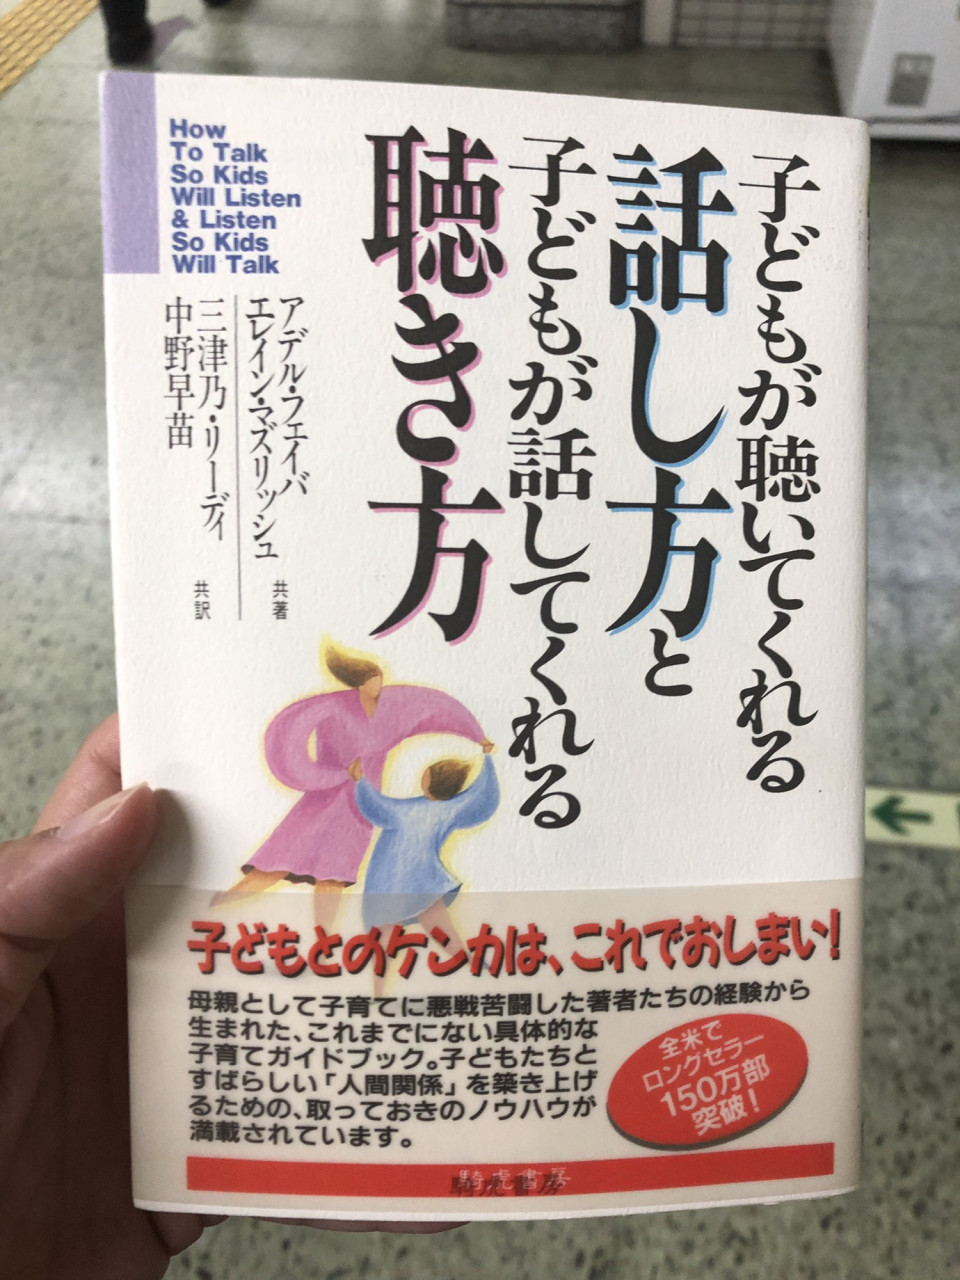 How
To Talk
So Kids
Will Listen
& Listen
So Kids
Will Talk
子どもが聴いてくれる
話し方と
子どもが話してくれる
聴き方
アデル・フェイバ
エレイン・マズリッシュ
共著
三津乃・リーディ
中野早苗
共訳
子どもとのケンカは、これでおしまい!
母親として子育てに悪戦苦闘した著者たちの経験から
生まれた、これまでにない具体的な
子育てガイドブック。子どもたちと
すばらしい「人間関係」を築き上げ
るための、取っておきのノウハウが
満載されています。
全米で
ロングセラー
150万部
突破!
騎虎書房